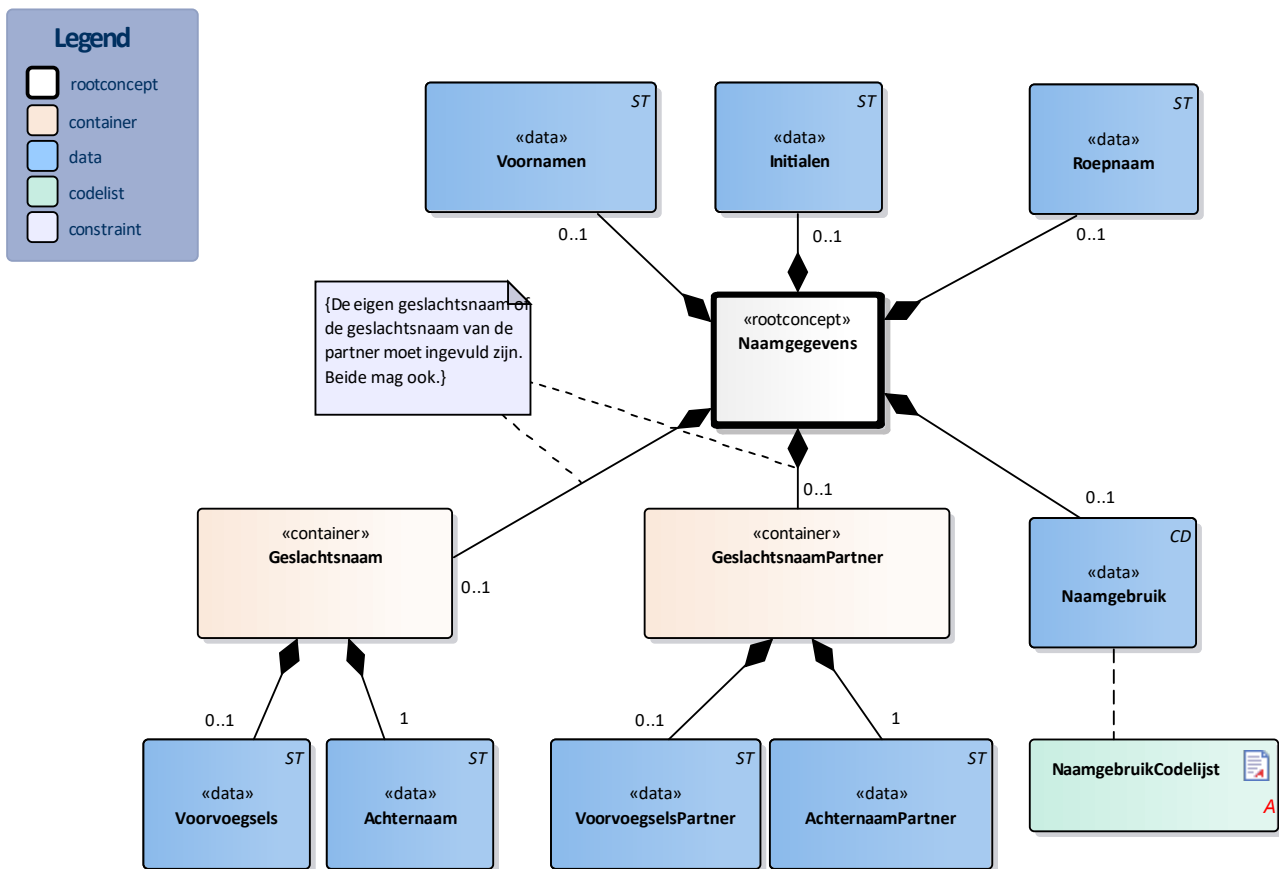 Legend
rootconcept
container
data
codelist
constraint
ST
«data»
Voornamen
ST
«data»
Initialen
ST
«data»
Roepnaam
0..1
0..1
0..1
{De eigen geslachtsnaam of
de geslachtsnaam van de
partner moet ingevuld zijn.
Beide mag ook.}
«rootconcept»
Naamgegevens
0..1
0..1
0..1
«container»
Geslachtsnaam
«container»
GeslachtsnaamPartner
CD
«data»
Naamgebruik
0..1
1
0..1
1
ST
«data»
Voorvoegsels
ST
«data»
Achternaam
ST
«data»
VoorvoegselsPartner
ST
«data»
AchternaamPartner
NaamgebruikCodelijst
A